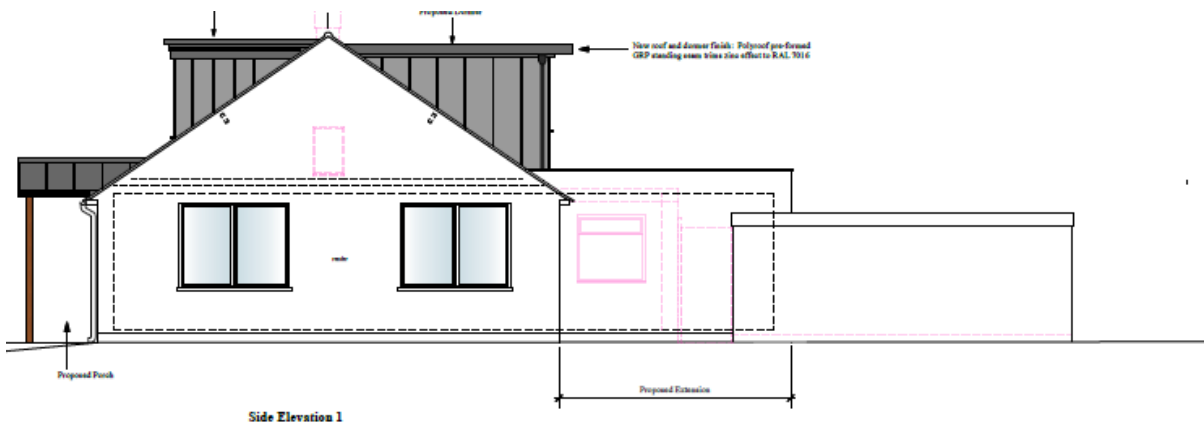 Proposed Dormer
New roof and dormer finish: Polyroof pre-formed
GRP standing seam trims zinc effect to RAL 7016
render
Proposed Porch
Proposed Extension
Side Elevation 1